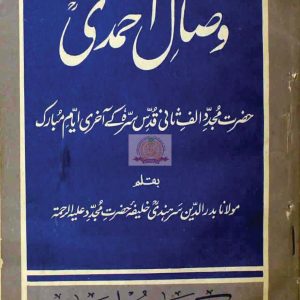 وصالِ احمدی
حضرت مجدد الف ثانی قدس سرہ کے آخری ایامِ مبارک
بقلم
مولانا بدر الدین سرہندی خلیفہ حضرت مجدد علیہ الرحمۃ